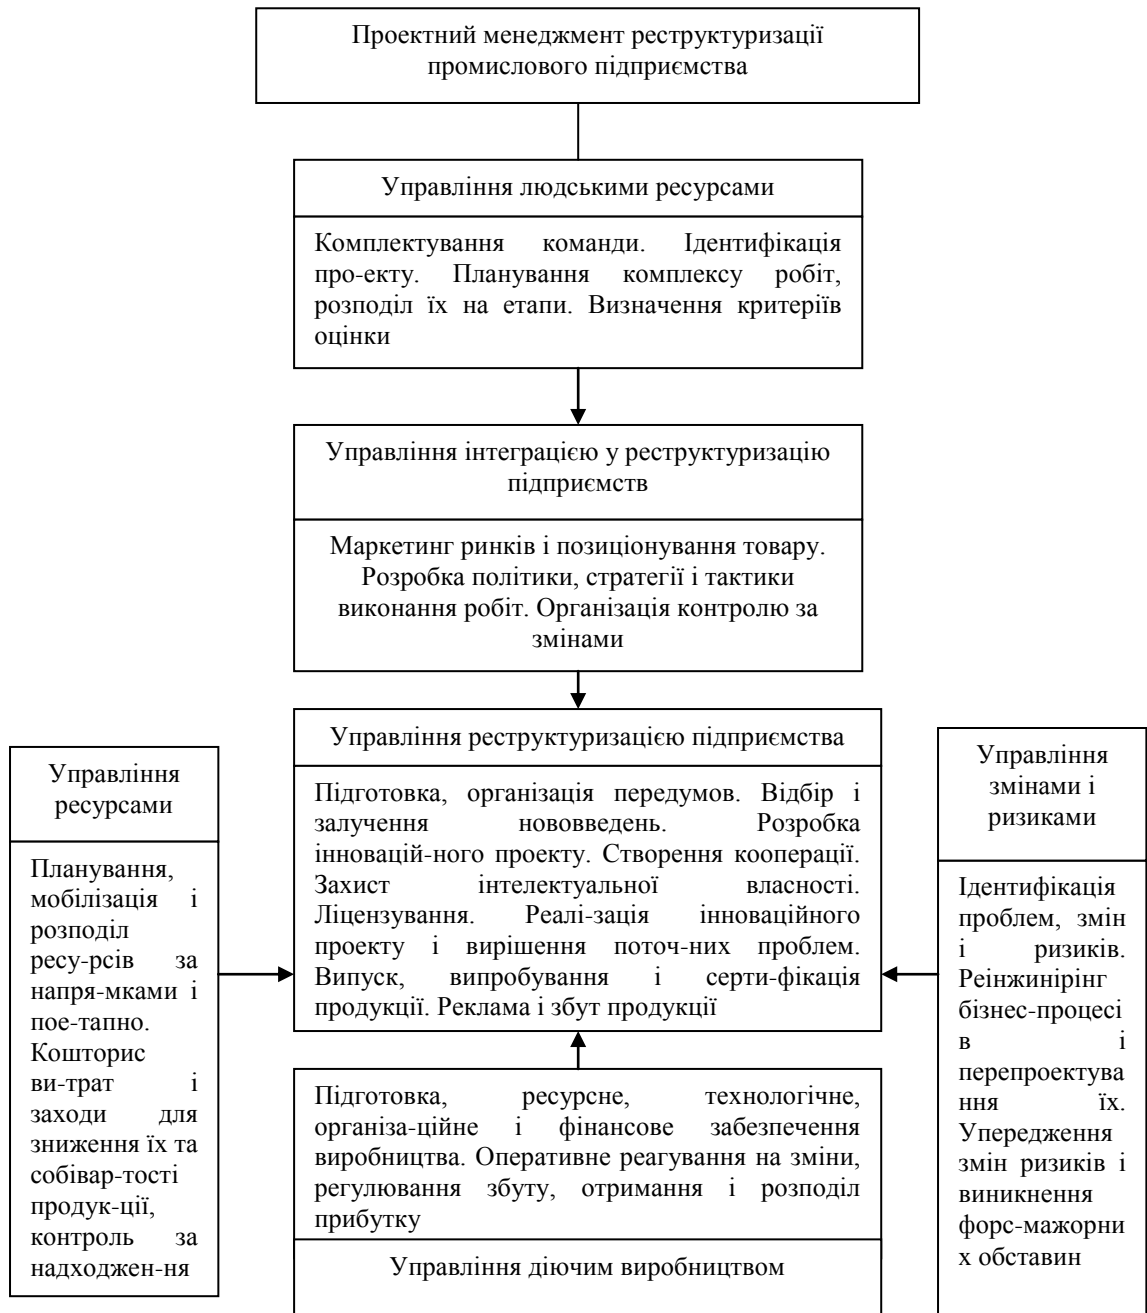 Проектний менеджмент реструктуризації
промислового підприємства
Управління людськими ресурсами
Комплектування команди. Ідентифікація
про-екту. Планування комплексу робіт,
розподіл їх на етапи. Визначення критеріїв
оцінки
Управління інтеграцією у реструктуризацію
підприємств
Маркетинг ринків і позиціонування товару.
Розробка політики, стратегії і тактики
виконання робіт. Організація контролю за
змінами
Управління реструктуризацією підприємства
Підготовка, організація передумов. Відбір і
залучення нововведень. Розробка
інновацій-ного проекту. Створення кооперації.
Захист інтелектуальної власності.
Ліцензування. Реалі-зація інноваційного
проекту і вирішення поточ-них проблем.
Випуск, випробування і серти-фікація
продукції. Реклама і збут продукції
Управління
ресурсами
Планування,
мобілізація і
розподіл
ресу-рсів за
напря-мками і
пое-тапно.
Кошторис
ви-трат і
заходи для
зниження їх та
собівар-тості
продук-ції,
контроль за
надходжен-ня
Управління
змінами і
ризиками
Ідентифікація
проблем, змін
і ризиків.
Реінжинірінг
бізнес-процесі
в і
перепроектува
ння їх.
Упередження
змін ризиків і
виникнення
форс-мажорни
х обставин
Підготовка, ресурсне, технологічне,
організа-ційне і фінансове забезпечення
виробництва. Оперативне реагування на зміни,
регулювання збуту, отримання і розподіл
прибутку
Управління діючим виробництвом